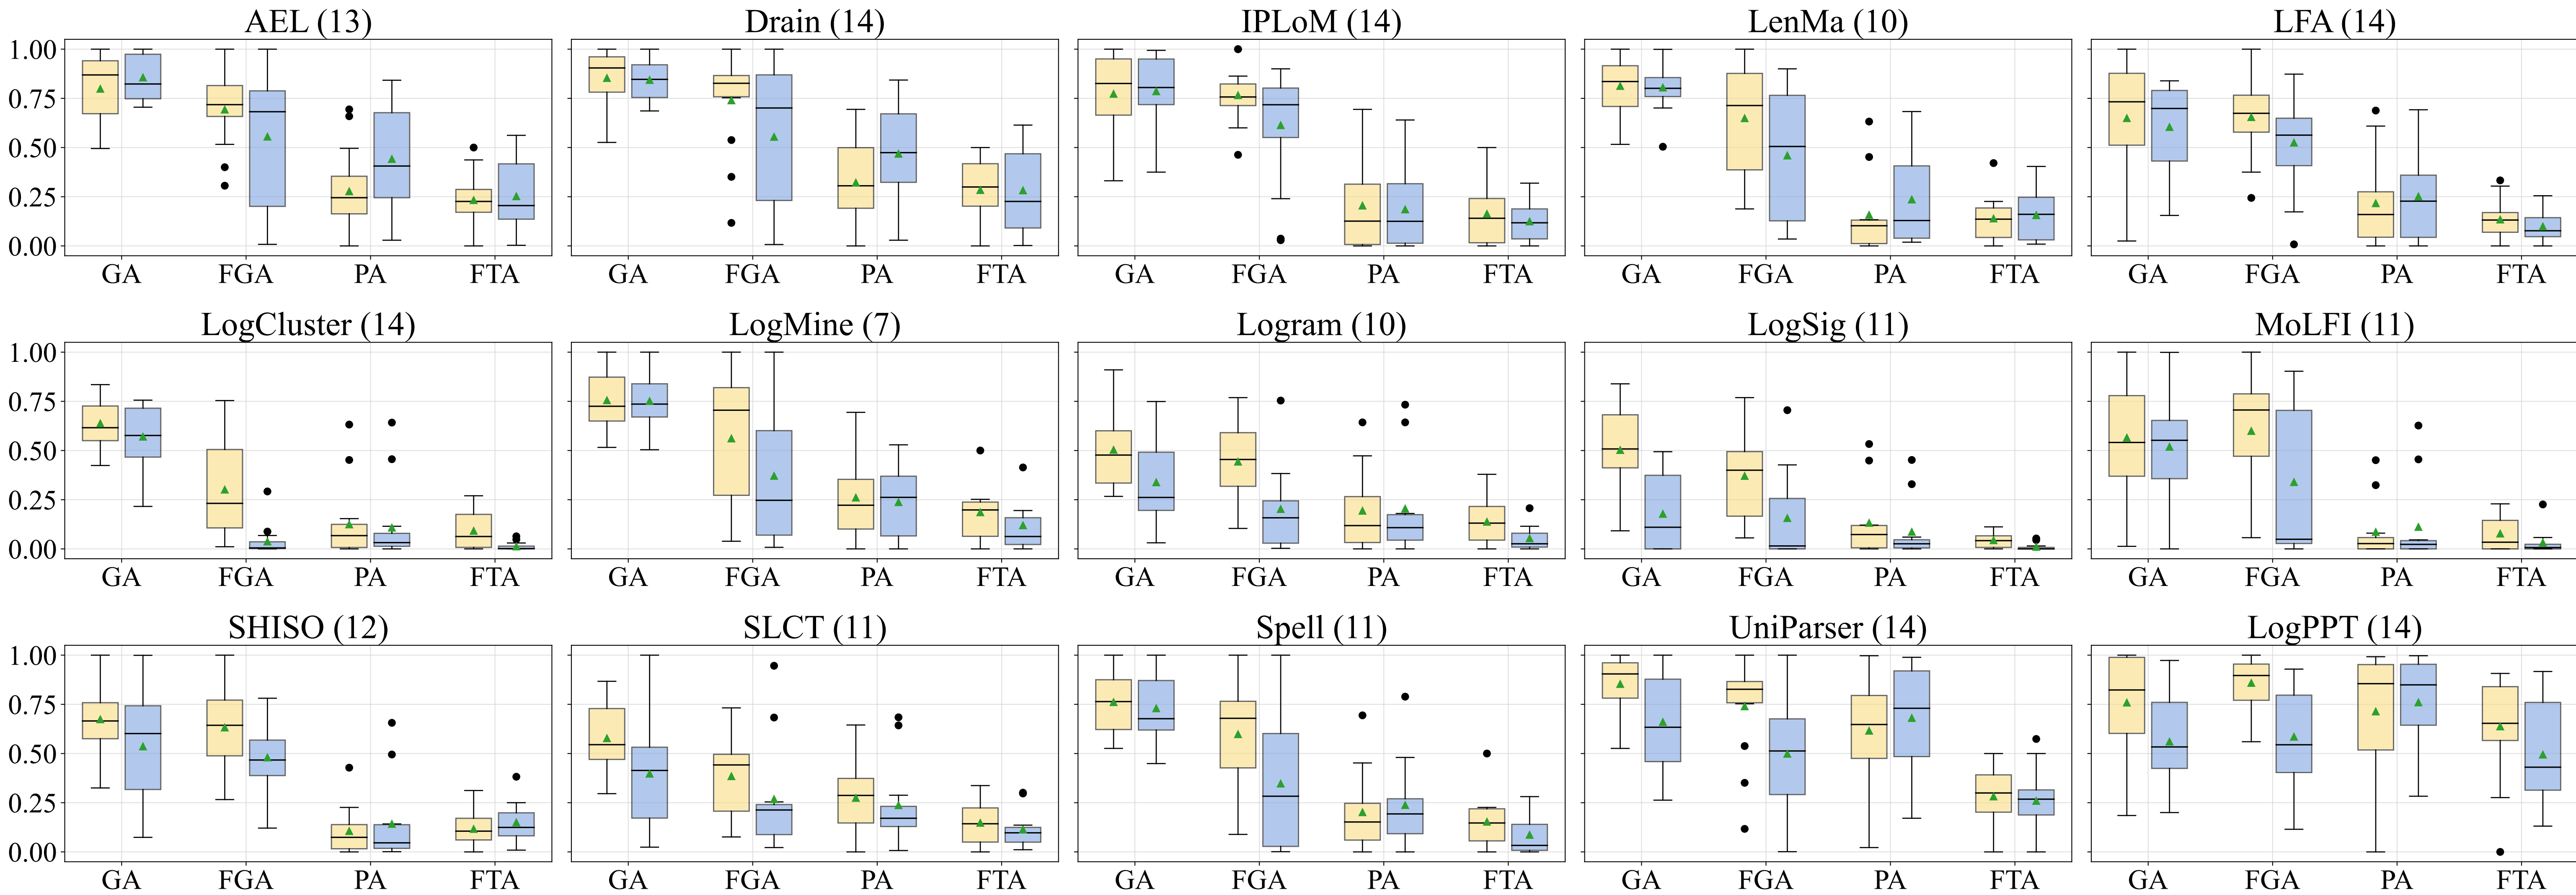 AEL (13) Drain (14) IPLoM (14) LenMa (10) LFA (14)
1.00
0.75
0.50
0.25
0.00
GA FGA PA FTA GA FGA PA FTA GA FGA PA FTA GA FGA PA FTA GA FGA PA FTA
LogCluster (14) LogMine (7) Logram (10) LogSig (11) MoLFI (11)
1.00
0.75
0.50
0.25
0.00
GA FGA PA FTA GA FGA PA FTA GA FGA PA FTA GA FGA PA FTA GA FGA PA FTA
SHISO (12) SLCT (11) Spell (11) UniParser (14) LogPPT (14)
1.00
0.75
0.50
0.25
0.00
GA FGA PA FTA GA FGA PA FTA GA FGA PA FTA GA FGA PA FTA GA FGA PA FTA